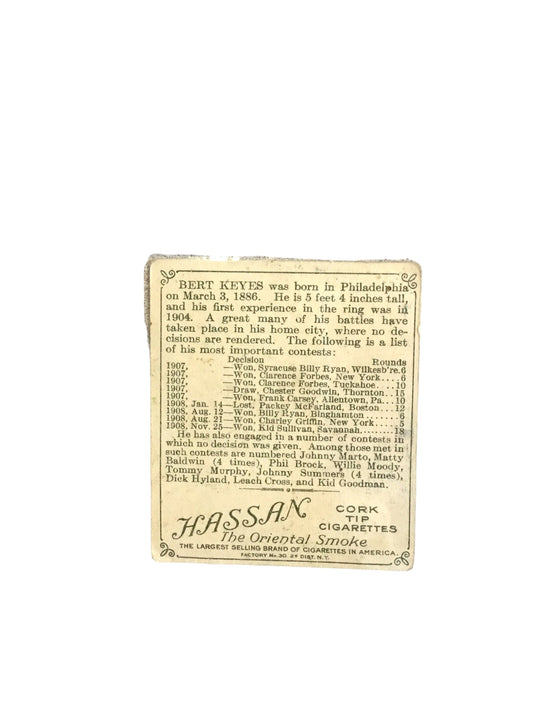 BERT KEYES was born in Philadelphia
on March 3, 1886. He is 5 feet 4 inches tall,
and his first experience in the ring was in
1904. A great many of his battles have
taken place in his home city, where no de-
cisions are rendered. The following is a list
of his most important contests:
Decision Rounds
1907, —Won, Syracuse Billy Ryan, Wilkesb're.6
1907, —Won, Clarence Forbes, New York....6
1907, —Won, Clarence Forbes, Tuckahoe....10
1907, —Draw, Chester Goodwin, Thornton..15
1907, —Won, Frank Carsey, Allentown, Pa...10
1908, Jan. 14—Lost, Packey McFarland, Boston...12
1908, Aug. 12—Won, Billy Ryan, Binghamton.......6
1908, Aug. 21—Won, Charley Griffin, New York.....5
1908, Nov. 25—Won, Kid Sullivan, Savannah........18
He has also engaged in a number of contests in
which no decision was given. Among those met in
such contests are numbered Johnny Marto, Matty
Baldwin (4 times), Phil Brock, Willie Moody,
Tommy Murphy, Johnny Summers (4 times),
Dick Hyland, Leach Cross, and Kid Goodman.
HASSAN CORK
TIP
CIGARETTES
The Oriental Smoke
THE LARGEST SELLING BRAND OF CIGARETTES IN AMERICA.
FACTORY No. 30. 2d DIST. N.Y.